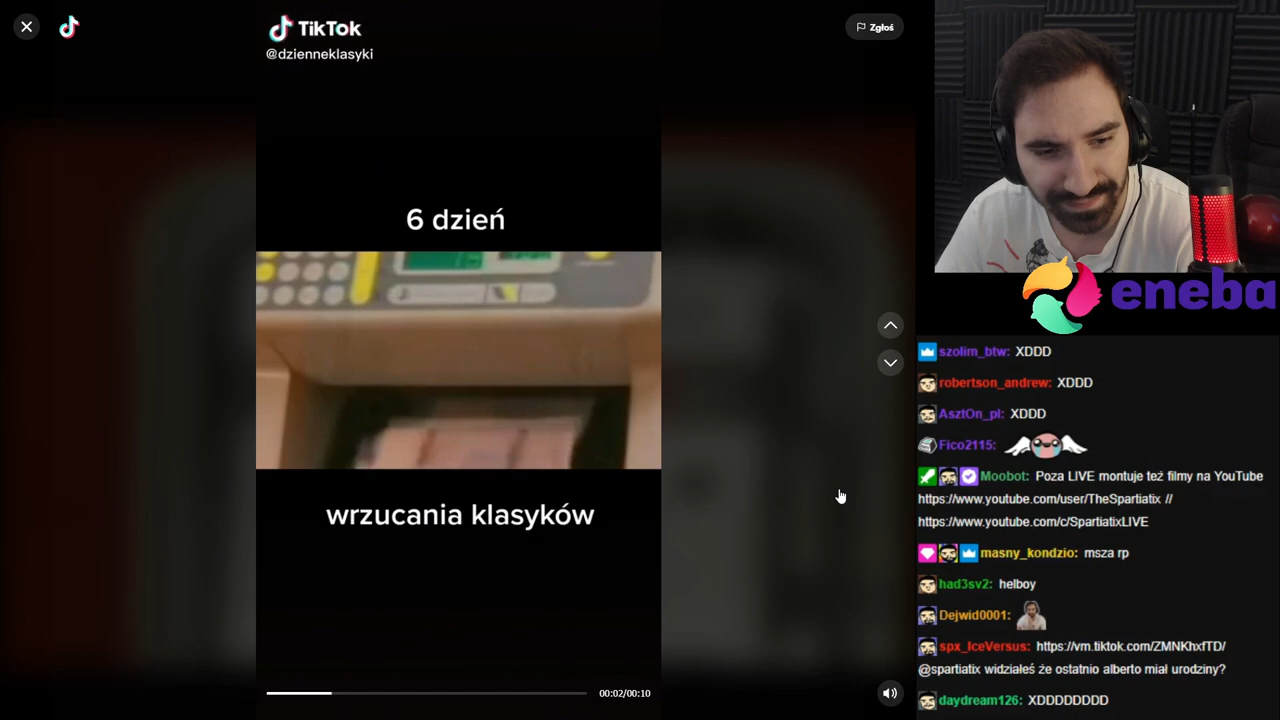 TikTok
@dzienneklasyki
Zgłoś
6 dzień
wrzucania klasyków
00:02/00:10
eneba
szolim_btw: XDDD
robertson_andrew: XDDD
AsztOn_pl: XDDD
Fico2115:
Moobot: Poza LIVE montuje też filmy na YouTube
https://www.youtube.com/user/TheSpartiatix //
https://www.youtube.com/c/SpartiatixLIVE
masny_kondzio: msza rp
had3sv2: helboy
Dejwid0001:
spx_IceVersus: https://vm.tiktok.com/ZMNKhxfTD/
@spartiatix widziałeś że ostatnio alberto miał urodziny?
daydream126: XDDDDDDDD